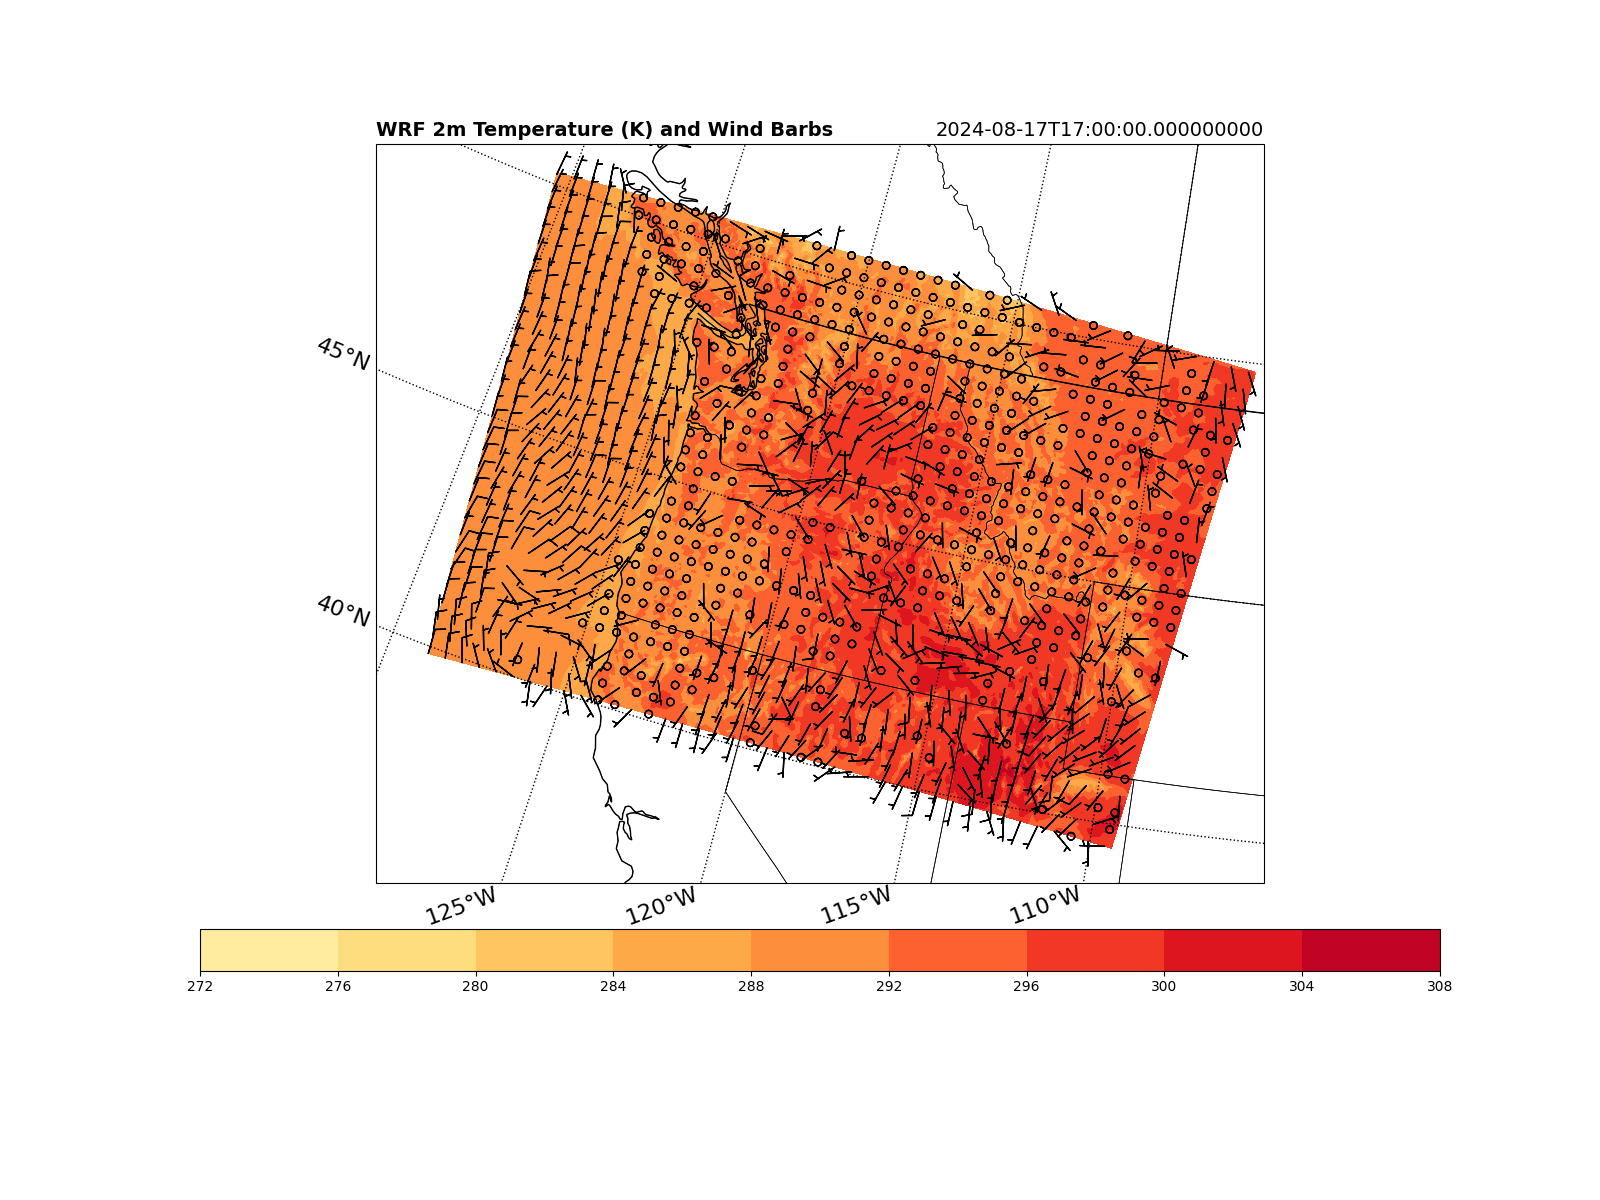 WRF 2m Temperature (K) and Wind Barbs 2024-08-17T17:00:00.000000000
45°N
40°N
125°W 120°W 115°W 110°W
272 276 280 284 288 292 296 300 304 308